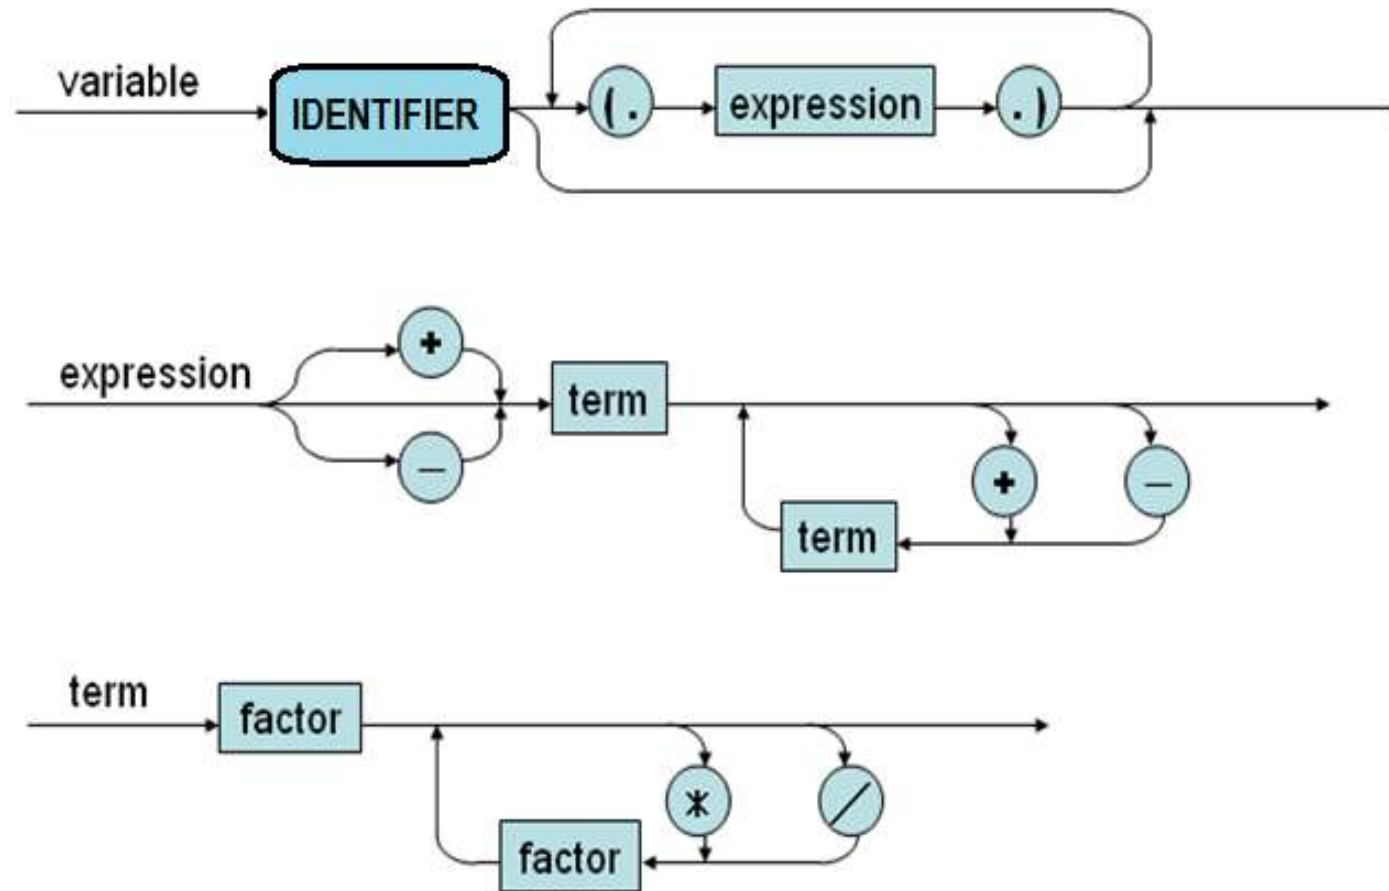 variable
IDENTIFIER (. expression .)
+
expression term
–
+ –
term
term factor
* /
factor